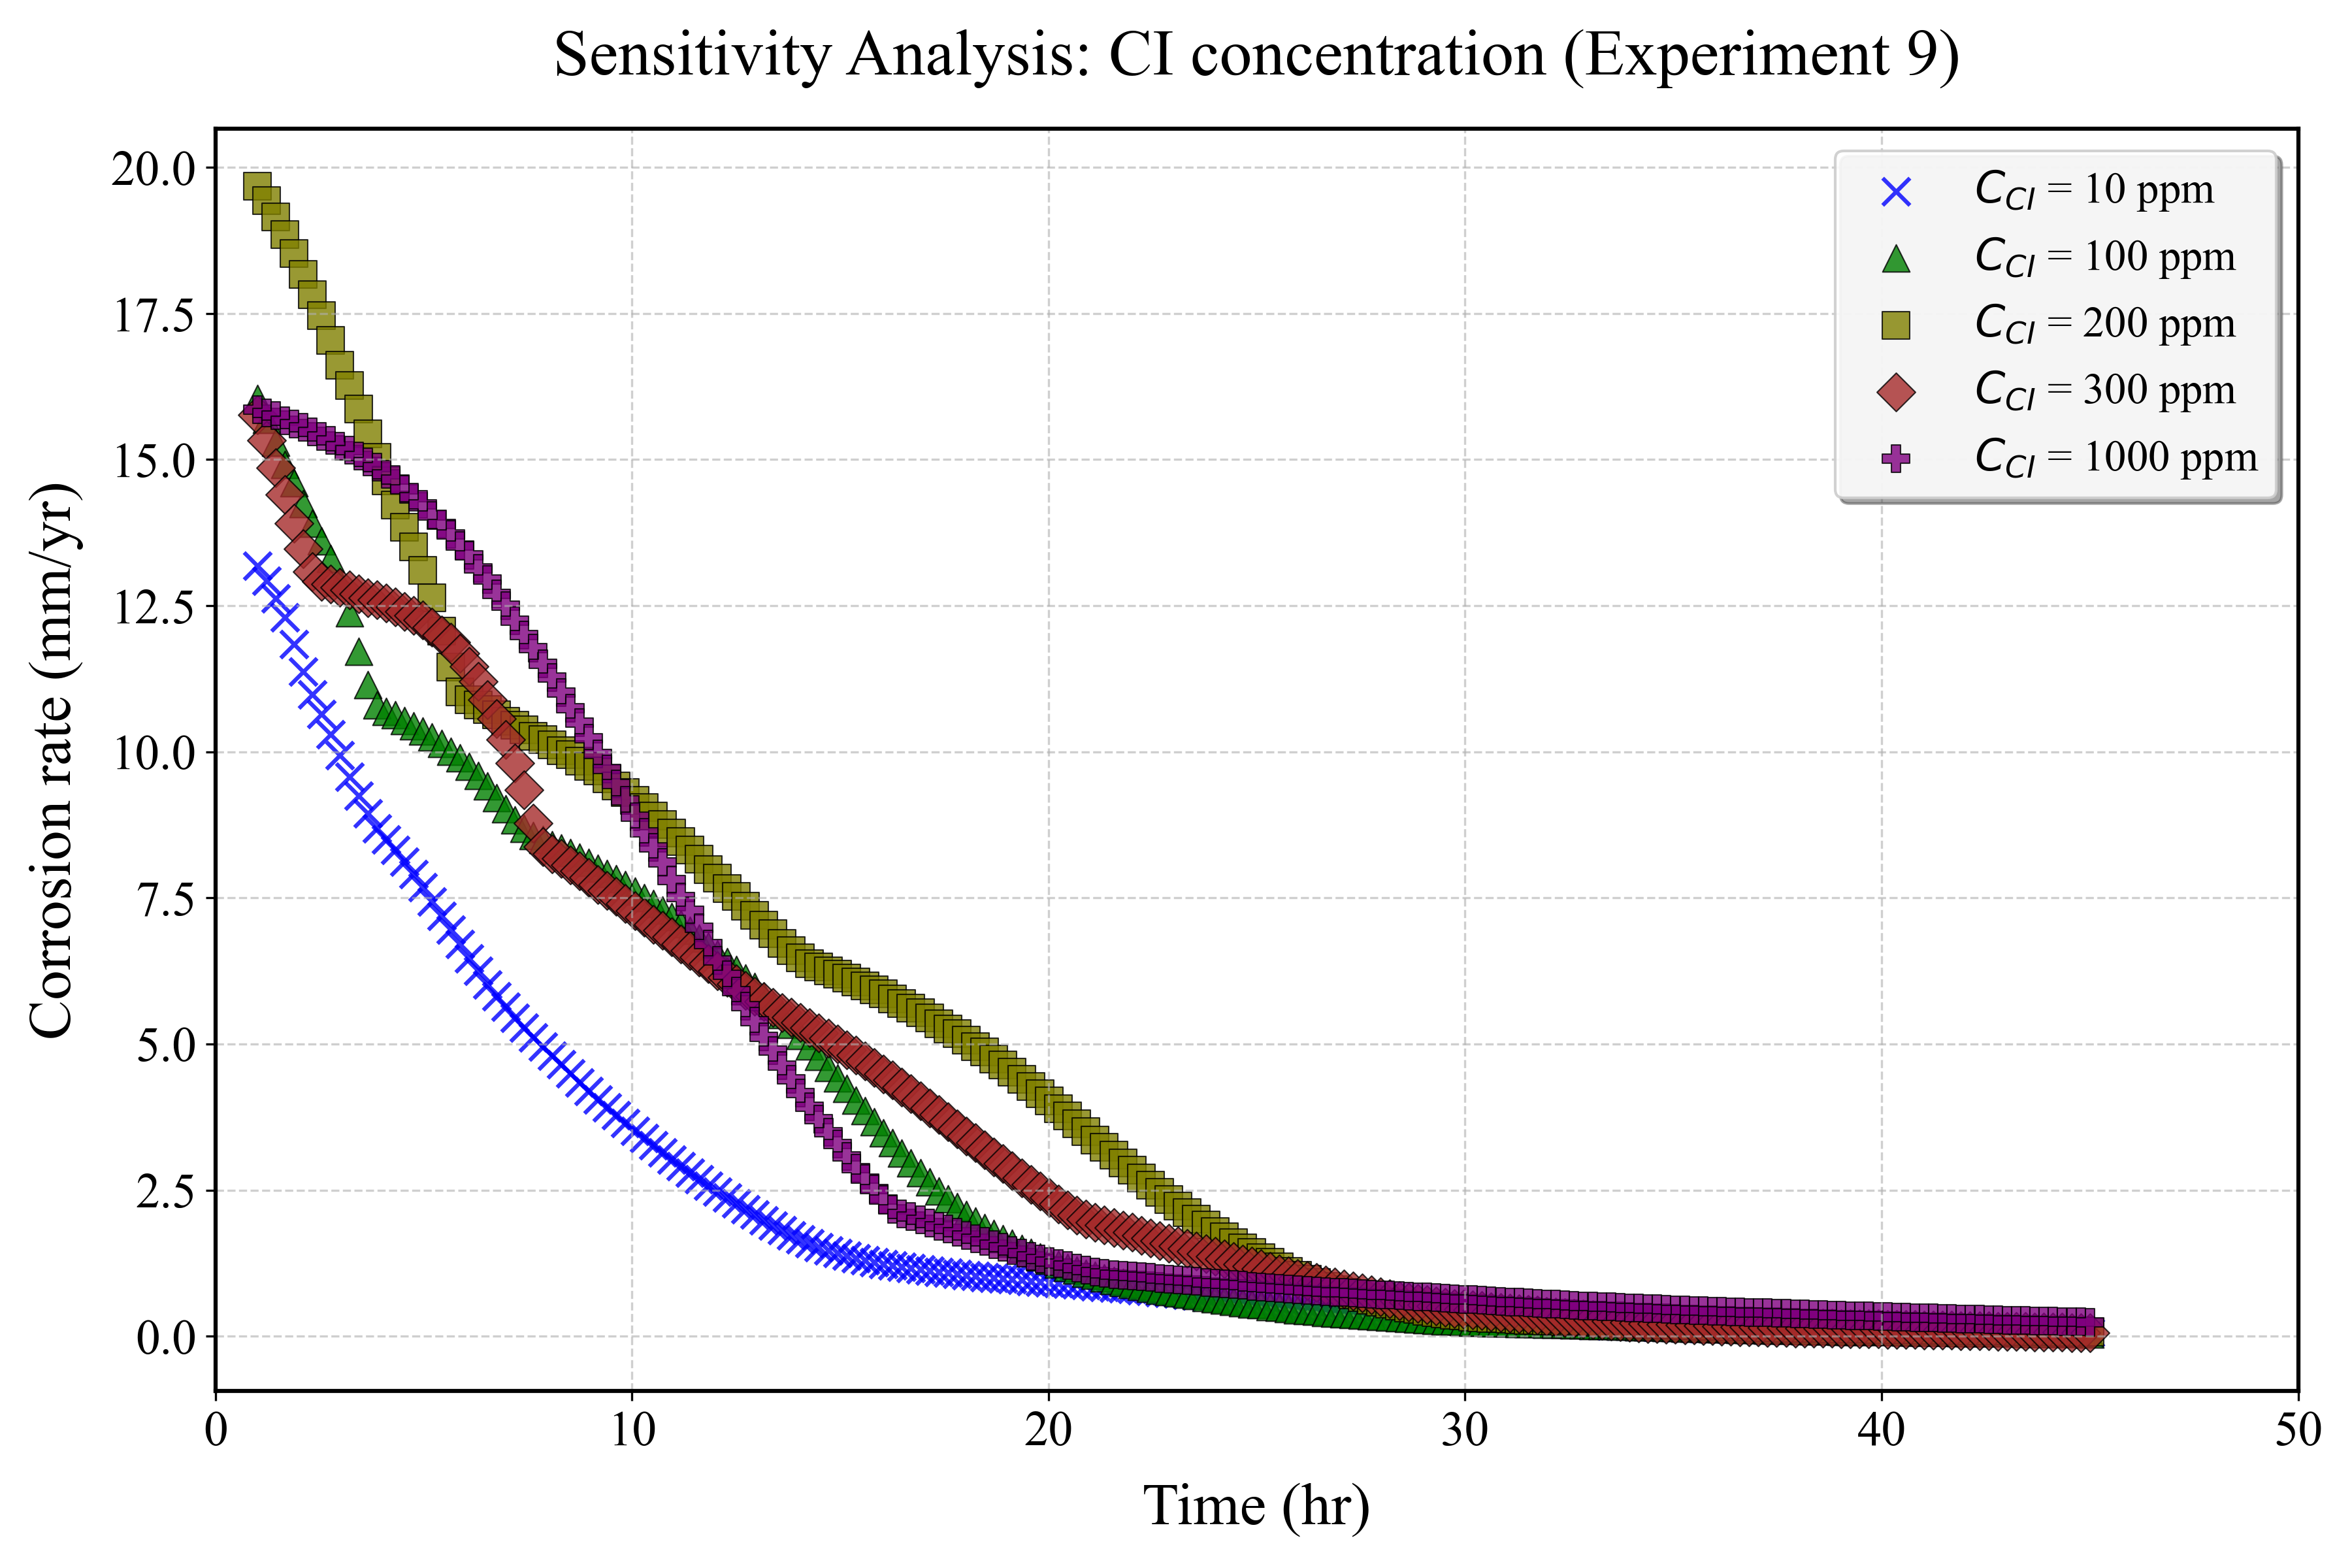 Sensitivity Analysis: CI concentration (Experiment 9)
20.0
17.5
15.0
12.5
10.0
7.5
5.0
2.5
0.0
Corrosion rate (mm/yr)
C_CI = 10 ppm
C_CI = 100 ppm
C_CI = 200 ppm
C_CI = 300 ppm
C_CI = 1000 ppm
0 10 20 30 40 50
Time (hr)